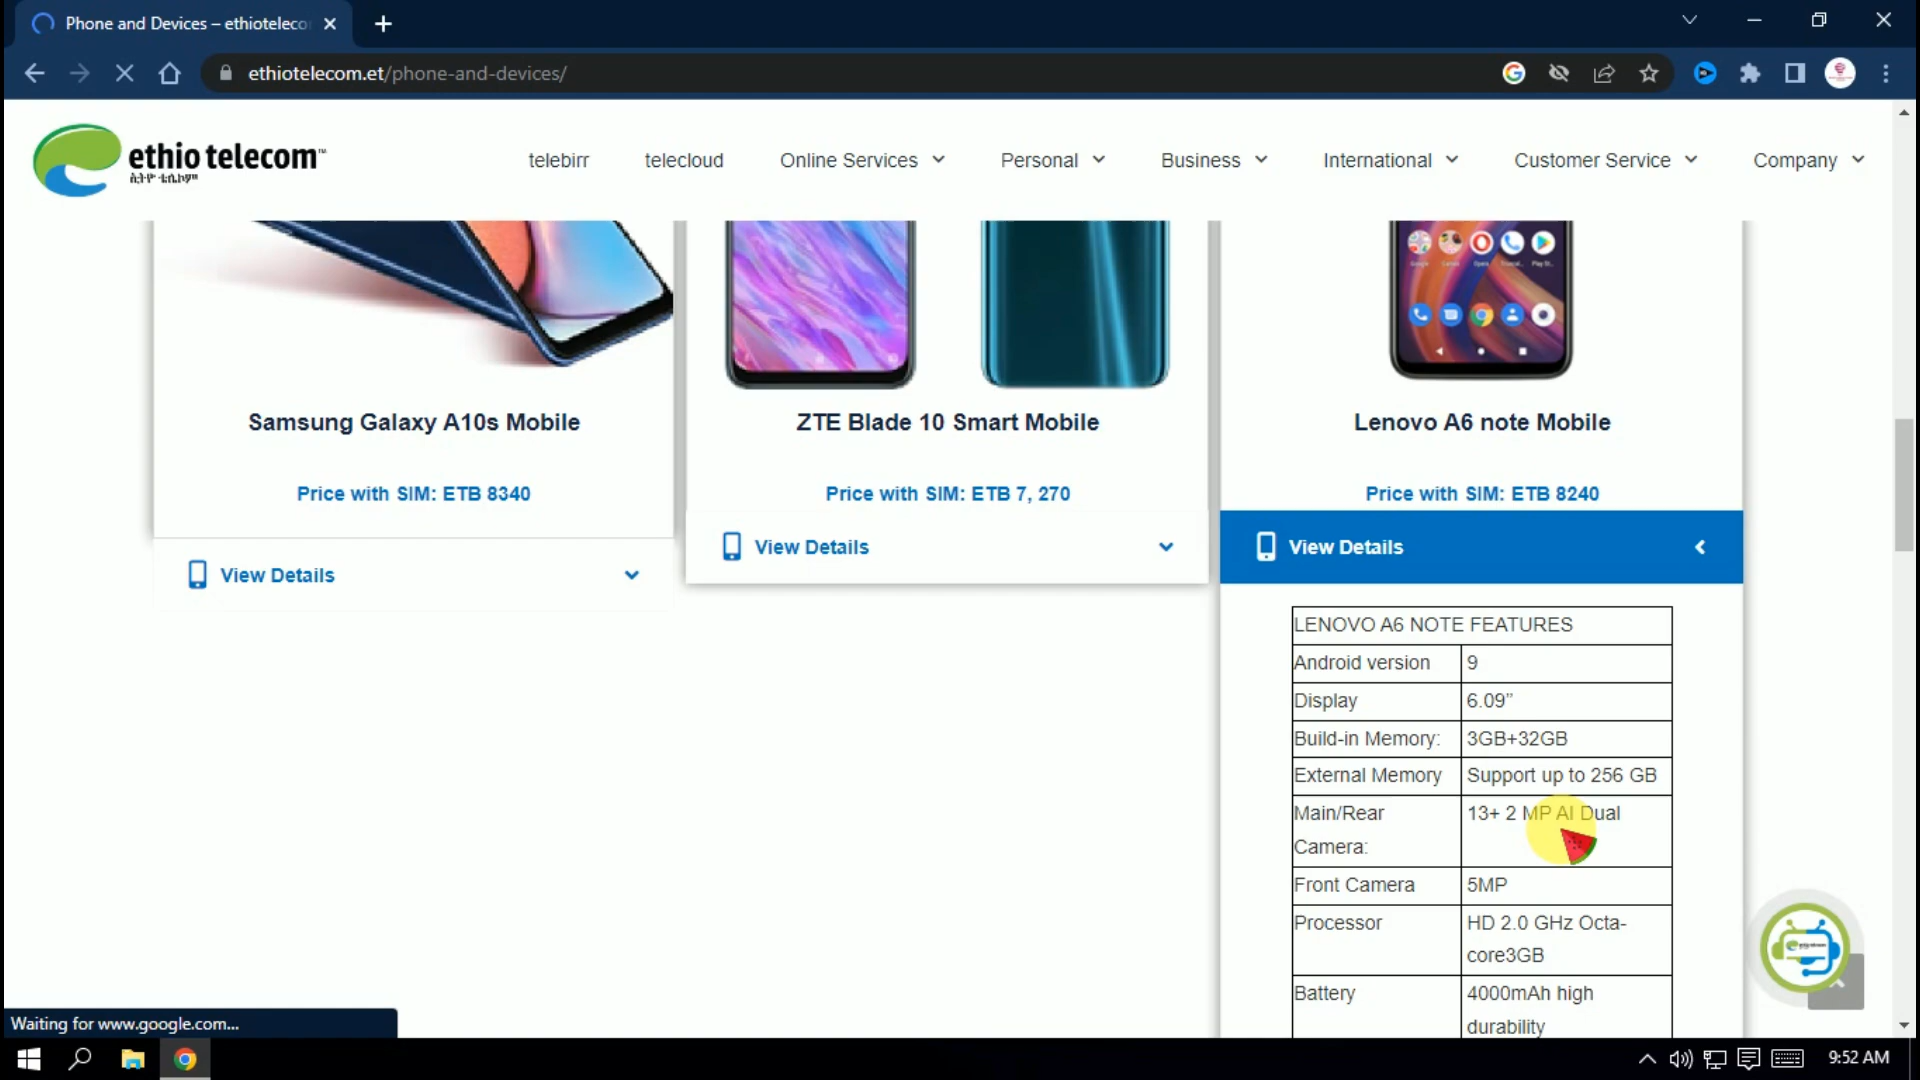 Phone and Devices – ethioteleco
ethiotelecom.et/phone-and-devices/
ethio telecom™
ኢትዮ ቴሌኮም
telebirr
telecloud
Online Services
Personal
Business
International
Customer Service
Company
Samsung Galaxy A10s Mobile
Price with SIM: ETB 8340
View Details
ZTE Blade 10 Smart Mobile
Price with SIM: ETB 7, 270
View Details
Lenovo A6 note Mobile
Price with SIM: ETB 8240
View Details
LENOVO A6 NOTE FEATURES
Android version 9
Display 6.09”
Build-in Memory: 3GB+32GB
External Memory Support up to 256 GB
Main/Rear 13+ 2 MP AI Dual
Camera:
Front Camera 5MP
Processor HD 2.0 GHz Octa-
core3GB
Battery 4000mAh high
durability
Waiting for www.google.com...
9:52 AM